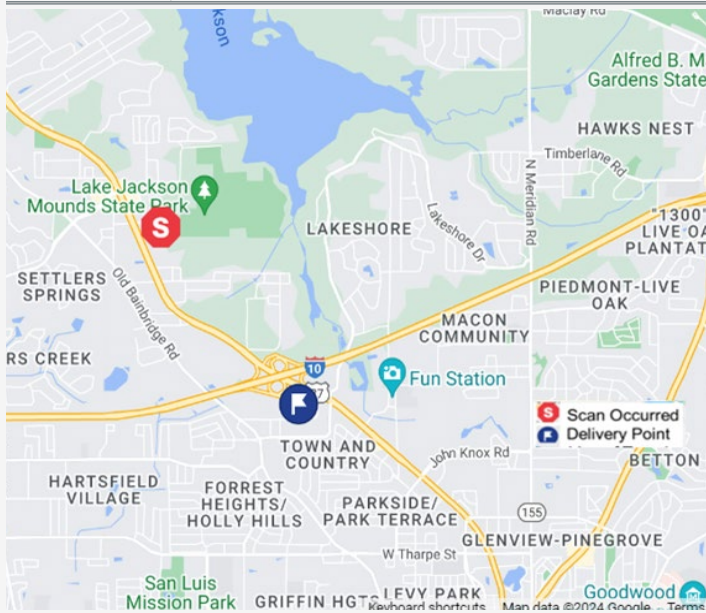 Maclay Rd
kson
Alfred B. M
Gardens State
HAWKS NEST
Timberlane Rd
Lake Jackson
Mounds State Park
S
LAKESHORE
Lakeshore Dr
N Meridian Rd
"1300"
LIVE OA
PLANTAT
SETTLERS
SPRINGS
Old Bainbridge Rd
PIEDMONT-LIVE
OAK
MACON
COMMUNITY
RS CREEK
10
Fun Station
S Scan Occurred
Delivery Point
TOWN AND
COUNTRY
John Knox Rd
BETTON
HARTSFIELD
VILLAGE
FORREST
HEIGHTS/
HOLLY HILLS
PARKSIDE/
PARK TERRACE
155
GLENVIEW-PINEGROVE
W Tharpe St
San Luis
Mission Park
GRIFFIN HGTS
LEVY PARK
Goodwood
Keyboard shortcuts Map data ©2024 Google Terms